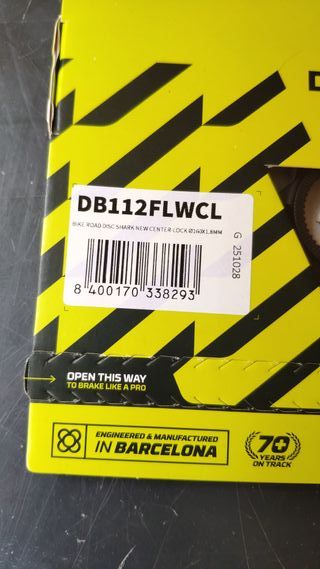 D
DB112FLWCL
BIKE ROAD DISC SHARK NEW CENTER-LOCK Ø160X1.8MM
G 251028
8 400170 338293
OPEN THIS WAY
TO BRAKE LIKE A PRO
ENGINEERED & MANUFACTURED
IN BARCELONA
70
YEARS
ON TRACK